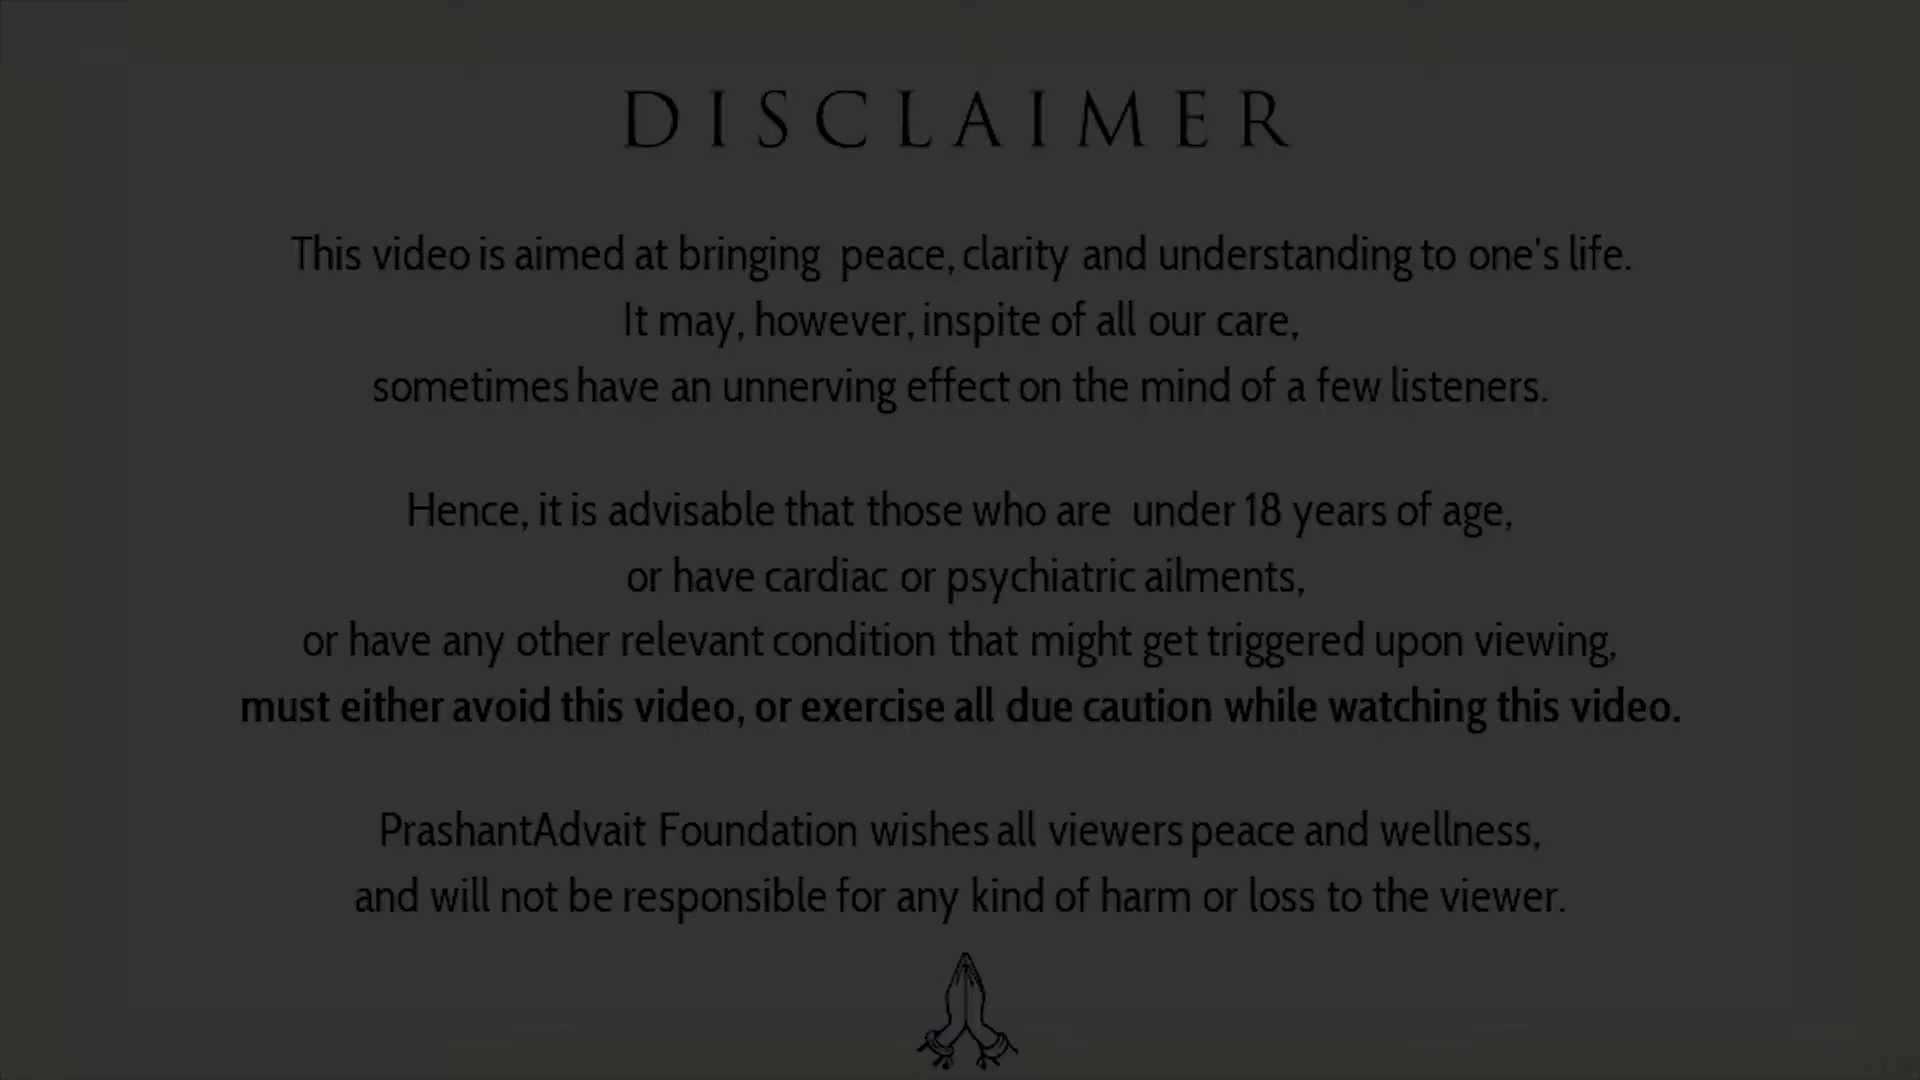 DISCLAIMER
This video is aimed at bringing peace, clarity and understanding to one's life.
It may, however, inspite of all our care,
sometimes have an unnerving effect on the mind of a few listeners.
Hence, it is advisable that those who are under 18 years of age,
or have cardiac or psychiatric ailments,
or have any other relevant condition that might get triggered upon viewing,
must either avoid this video, or exercise all due caution while watching this video.
PrashantAdvait Foundation wishes all viewers peace and wellness,
and will not be responsible for any kind of harm or loss to the viewer.